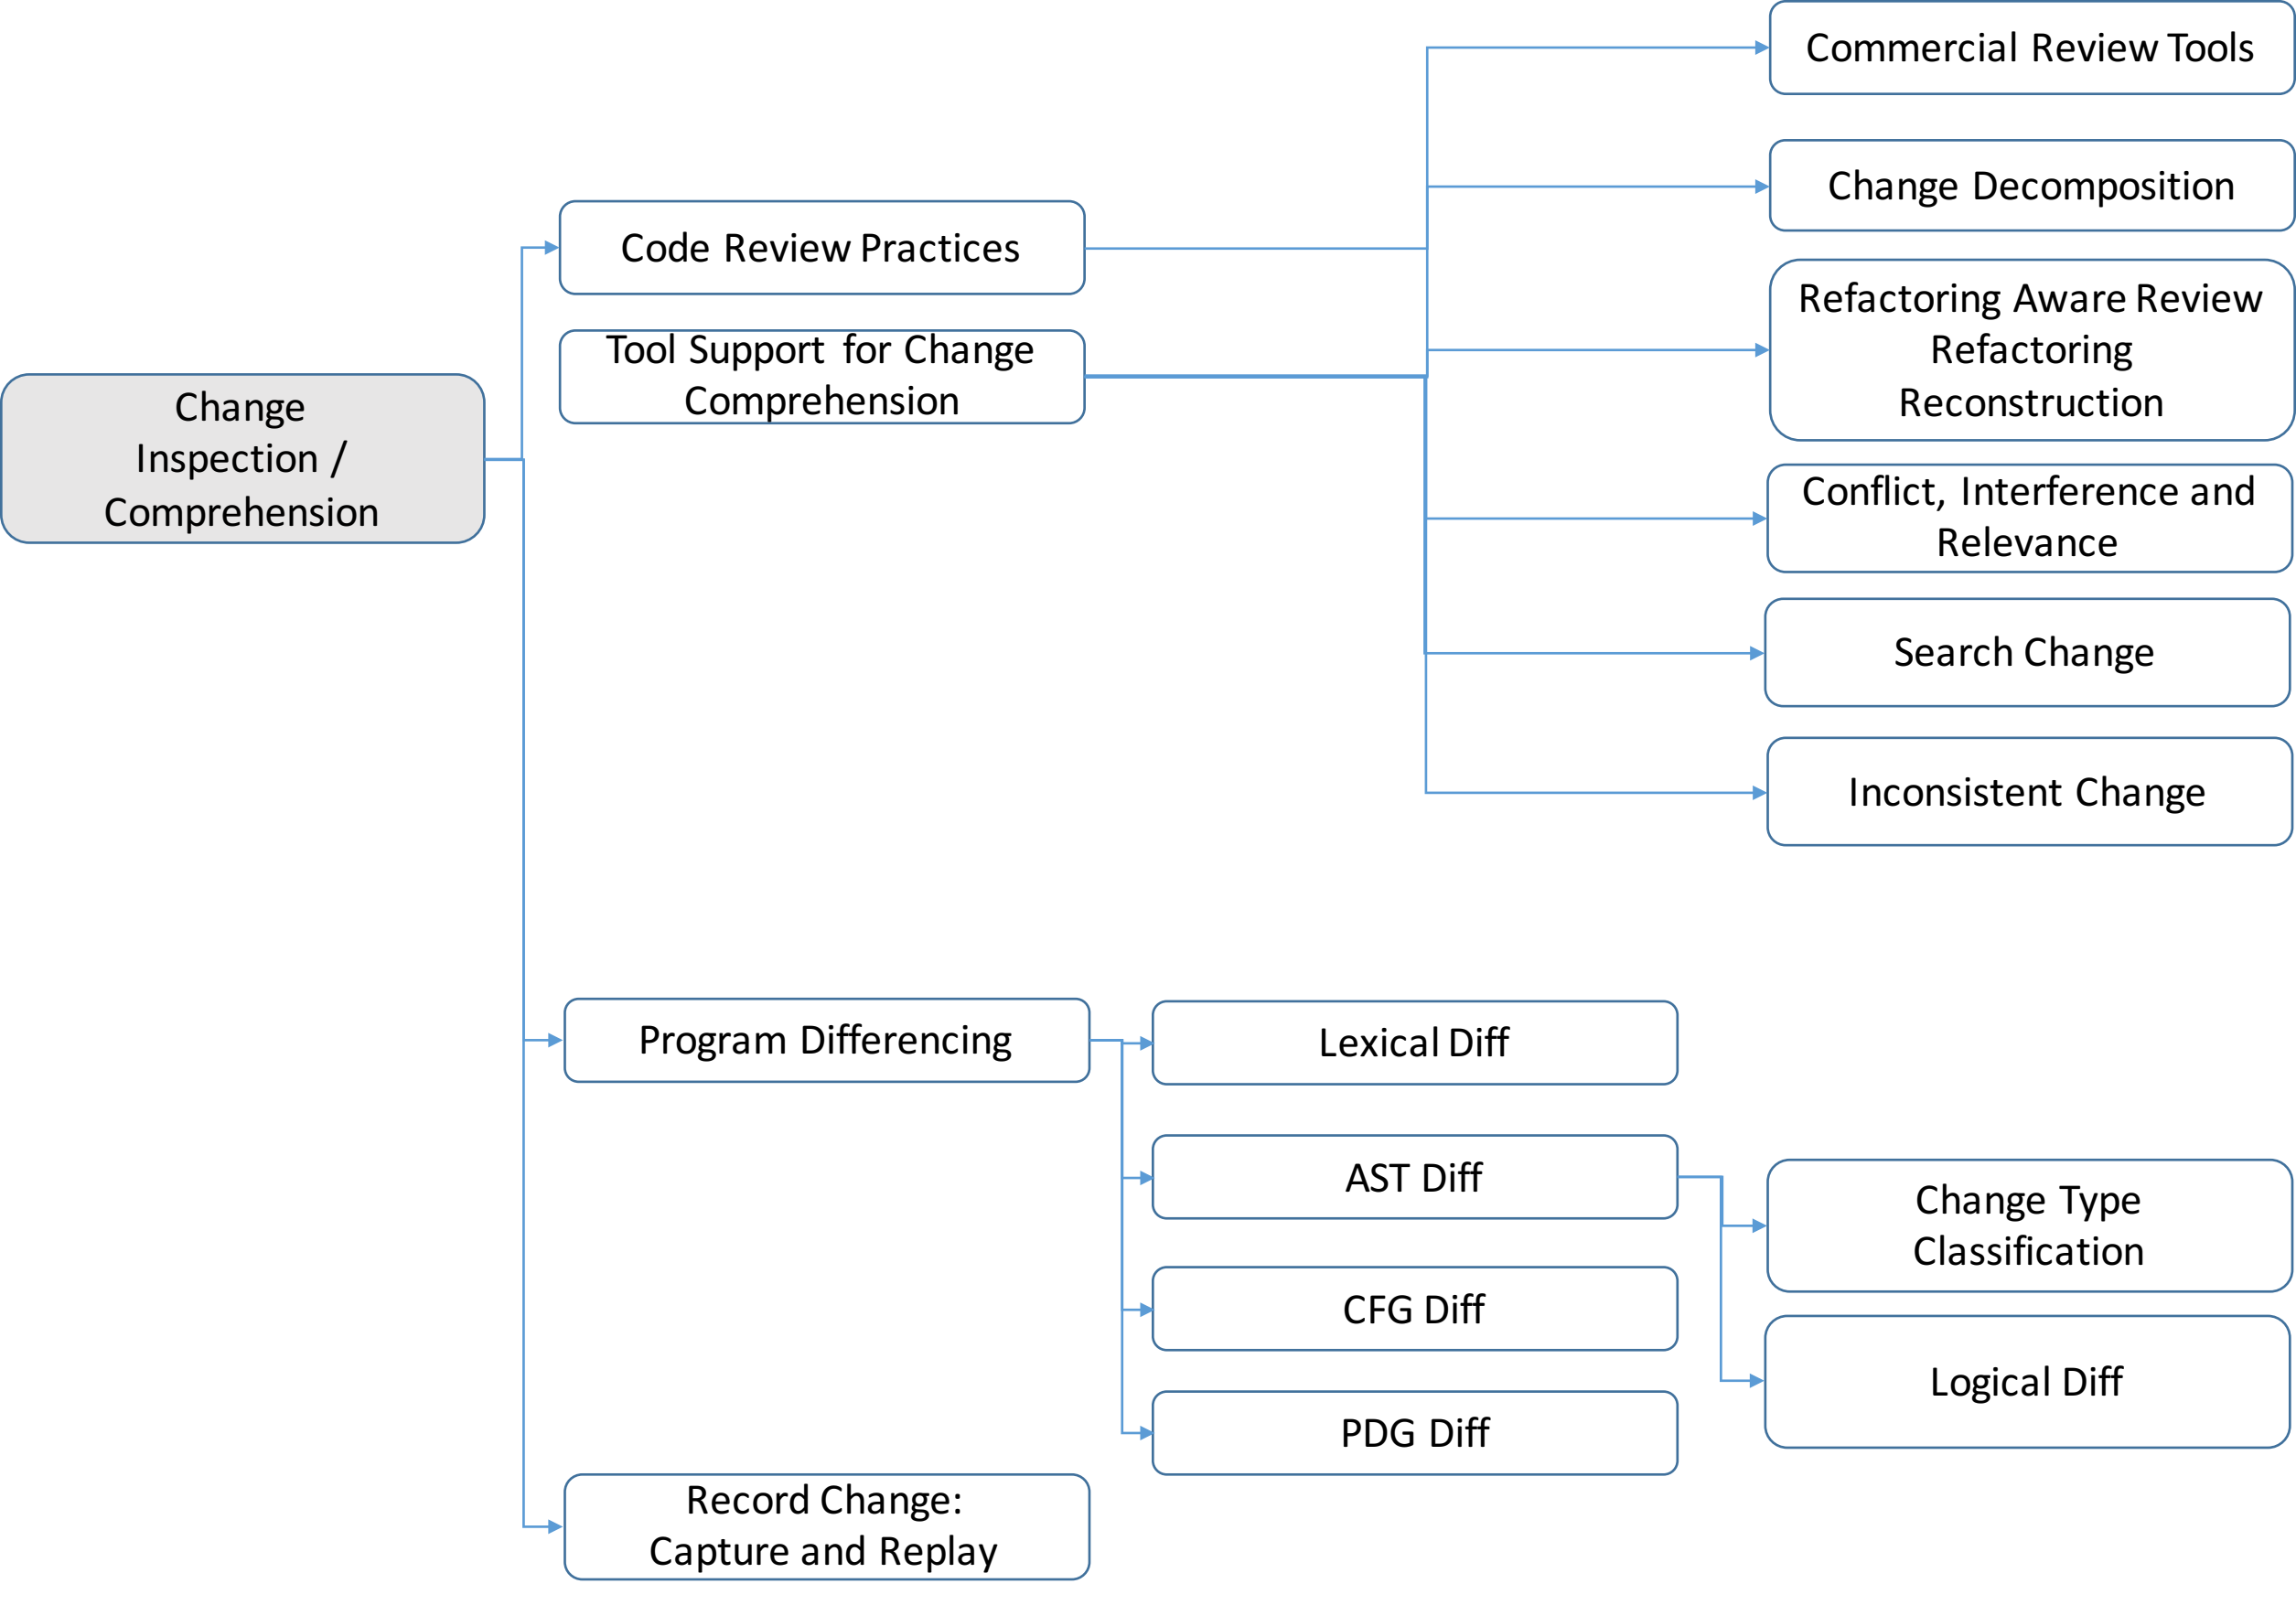 Change
Inspection /
Comprehension
Code Review Practices
Tool Support for Change
Comprehension
Commercial Review Tools
Change Decomposition
Refactoring Aware Review
Refactoring
Reconstruction
Conflict, Interference and
Relevance
Search Change
Inconsistent Change
Program Differencing
Lexical Diff
AST Diff
CFG Diff
PDG Diff
Change Type
Classification
Logical Diff
Record Change:
Capture and Replay